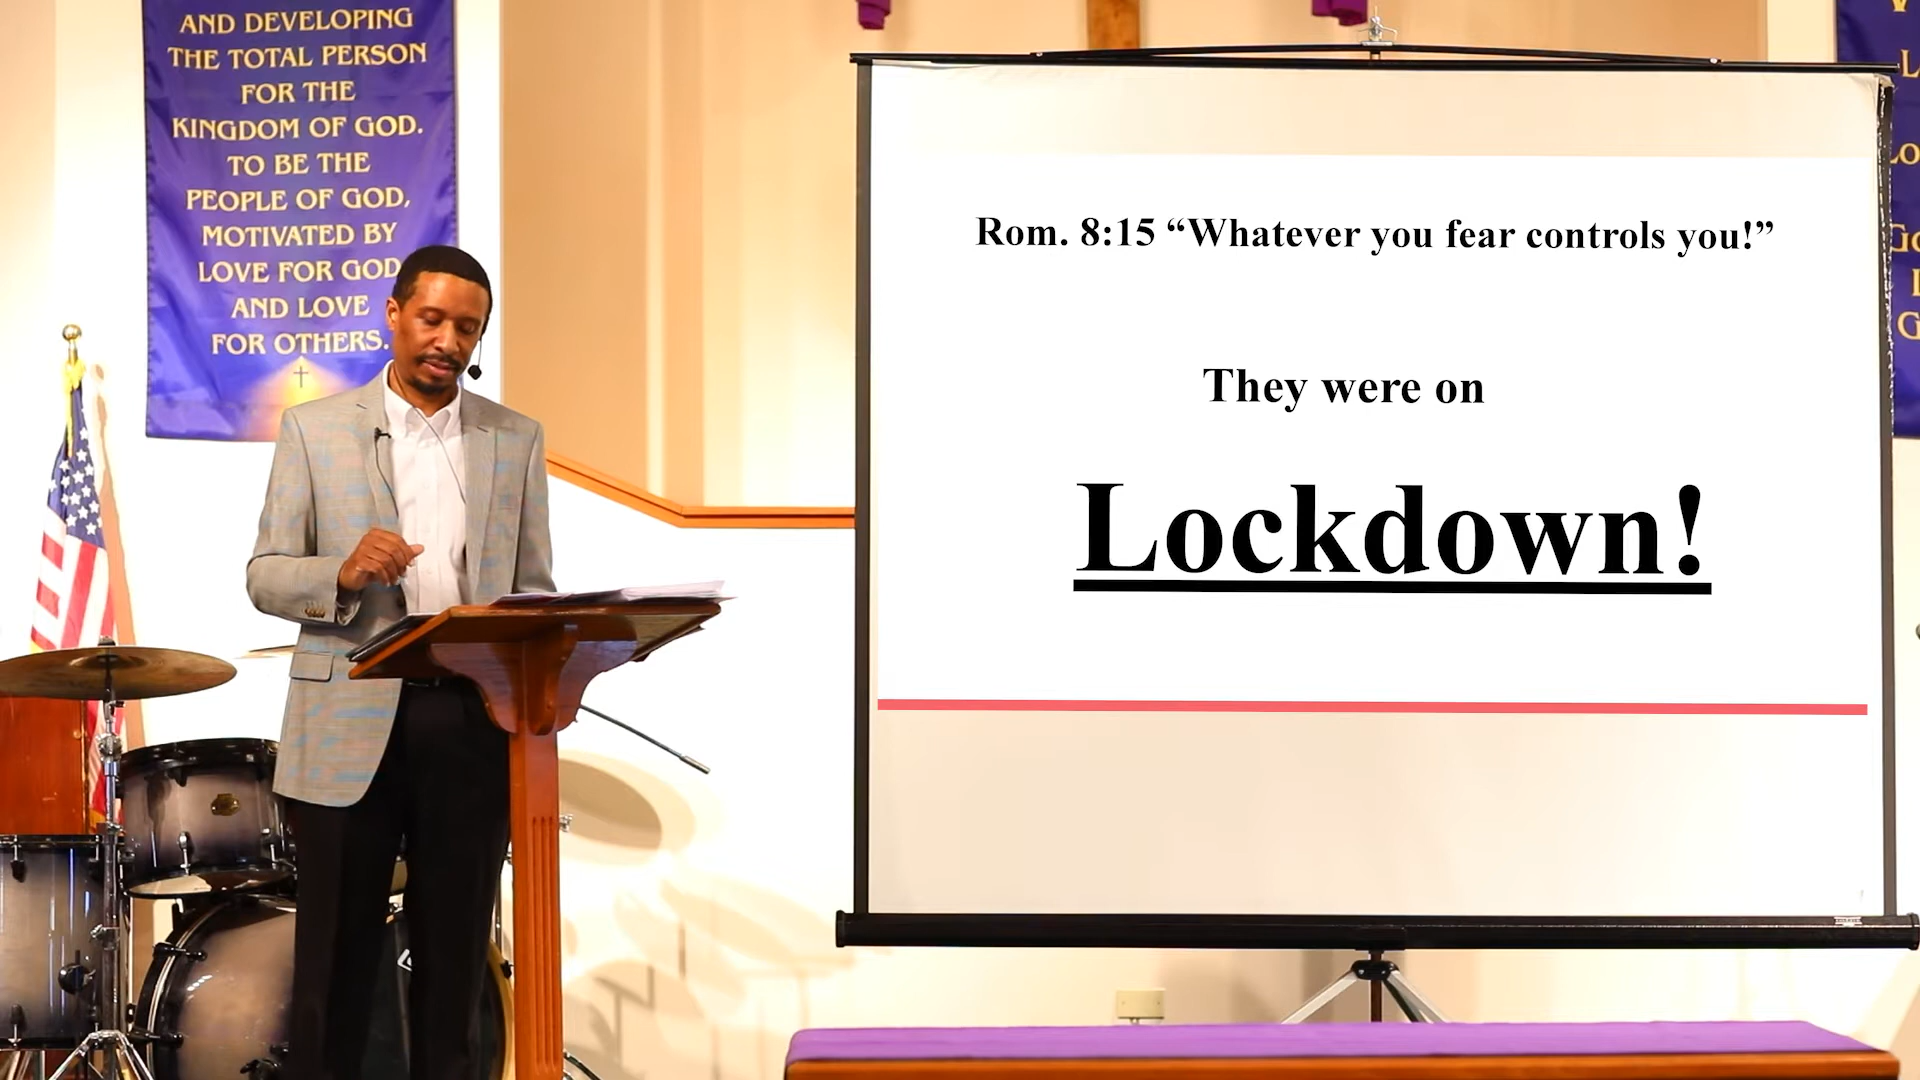 AND DEVELOPING
THE TOTAL PERSON
FOR THE
KINGDOM OF GOD.
TO BE THE
PEOPLE OF GOD,
MOTIVATED BY
LOVE FOR GOD
AND LOVE
FOR OTHERS.
Rom. 8:15 “Whatever you fear controls you!”
They were on
Lockdown!